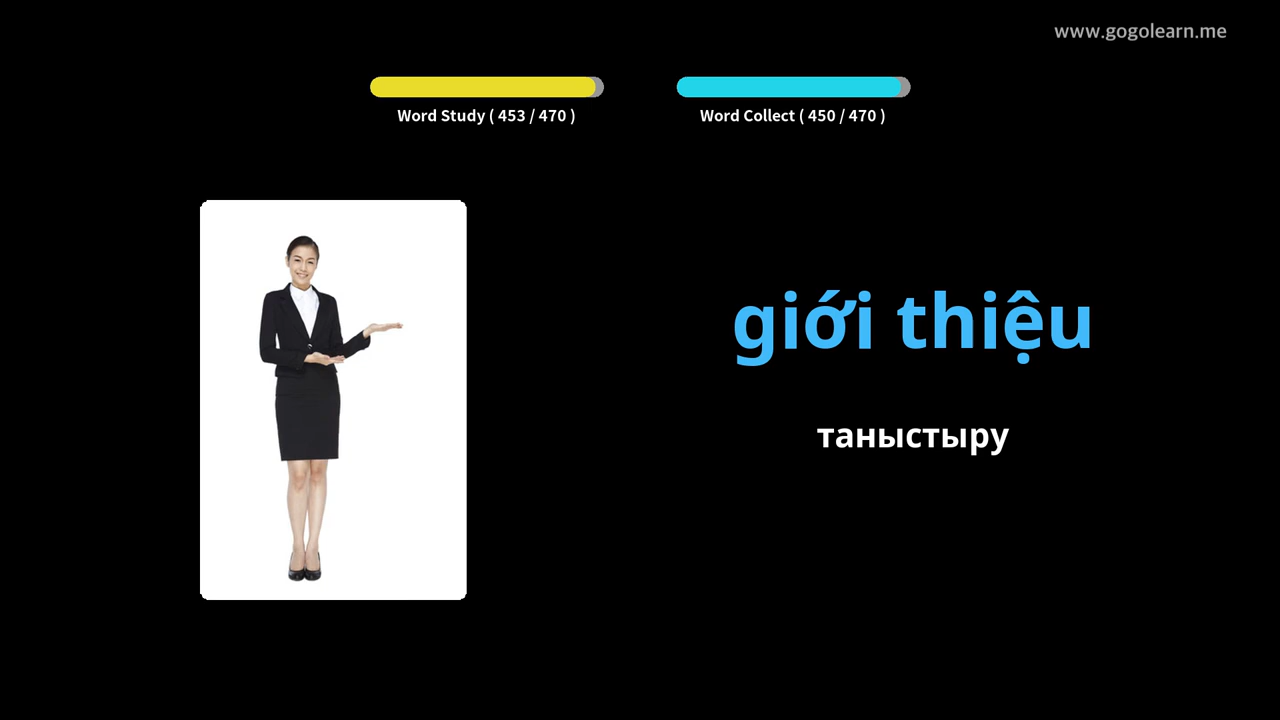 www.gogolearn.me
Word Study ( 453 / 470 )
Word Collect ( 450 / 470 )
giới thiệu
таныстыру